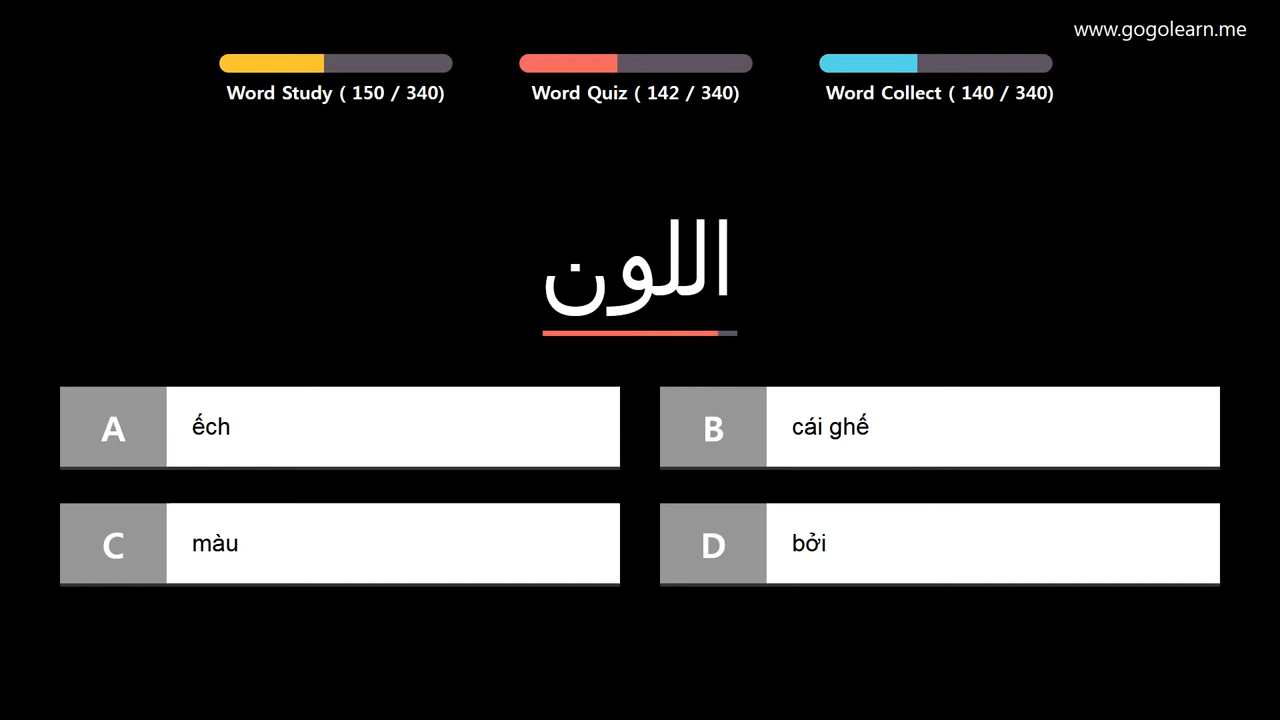 www.gogolearn.me
Word Study ( 150 / 340)
Word Quiz ( 142 / 340)
Word Collect ( 140 / 340)
اللون
A ếch
B cái ghế
C màu
D bởi